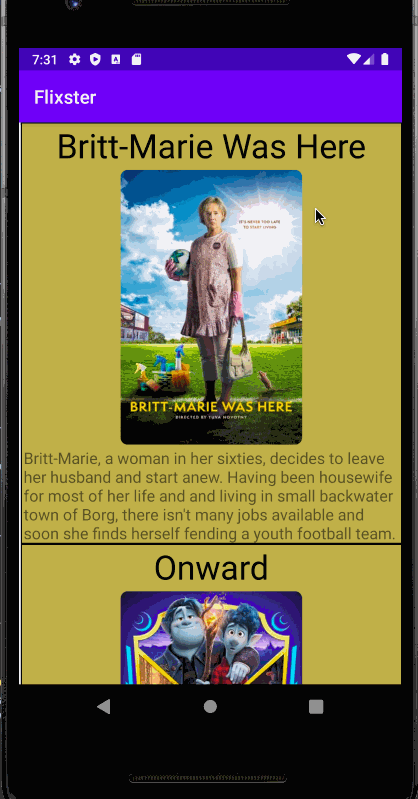 7:31
Flixster
Britt-Marie Was Here
IT'S NEVER TOO LATE
TO START LIVING
BRITT-MARIE WAS HERE
DIRECTED BY TUVA NOVOTNY
Britt-Marie, a woman in her sixties, decides to leave
her husband and start anew. Having been housewife
for most of her life and and living in small backwater
town of Borg, there isn't many jobs available and
soon she finds herself fending a youth football team.
Onward